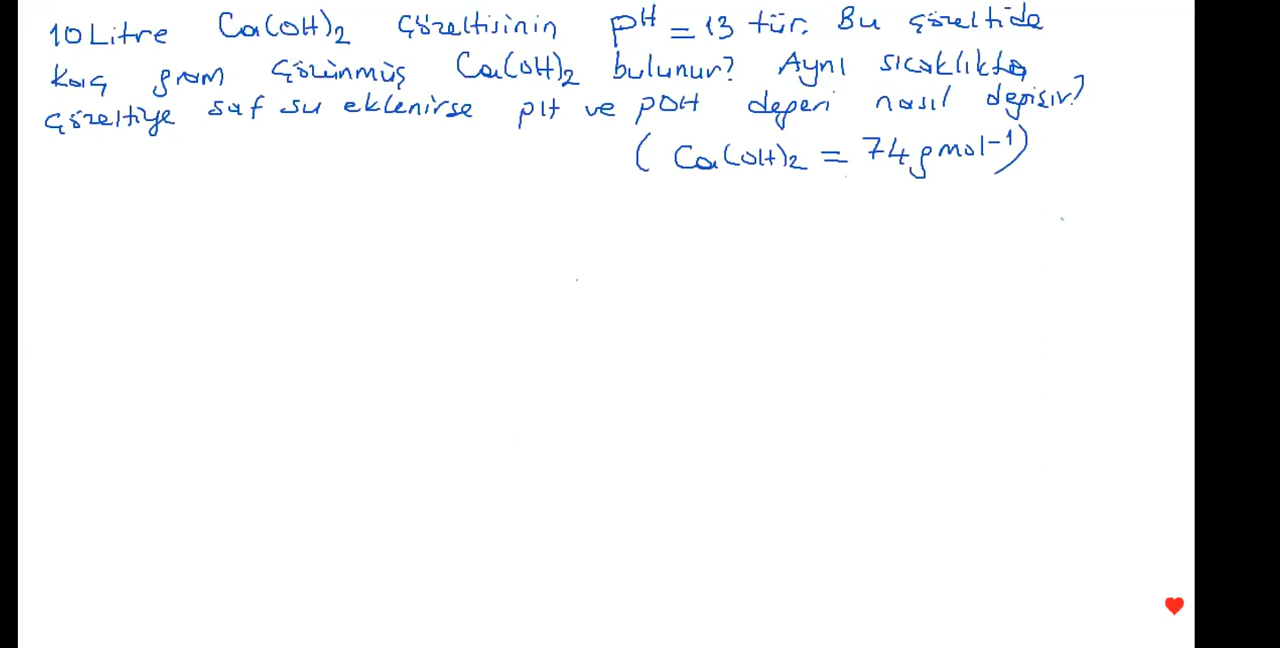 10 Litre Ca(OH)2 çözeltisinin pH = 13 tür. Bu çözeltide
kaç gram çözünmüş Ca(OH)2 bulunur? Aynı sıcaklıkta
çözeltiye saf su eklenirse pH ve pOH değeri nasıl değişir?
( Ca(OH)2 = 74 g mol-1)